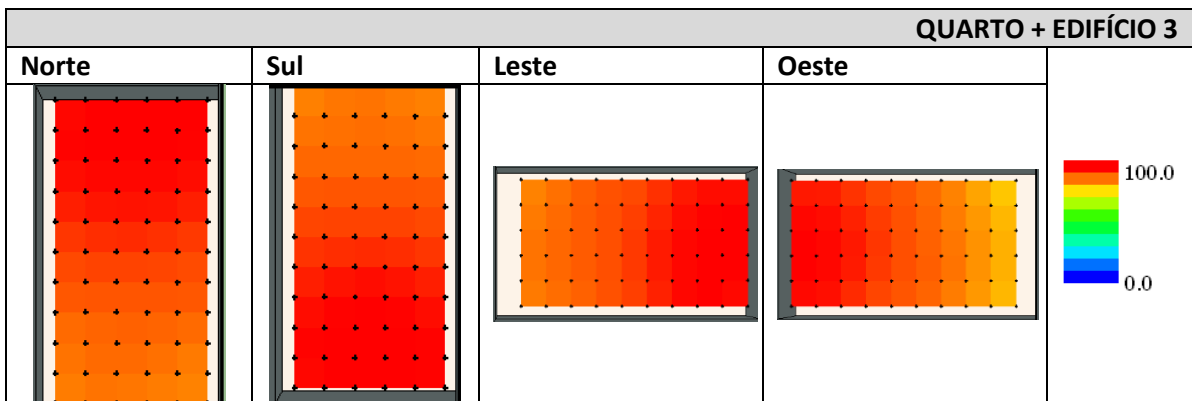 QUARTO + EDIFÍCIO 3
Norte
Sul
Leste
Oeste
100.0
0.0